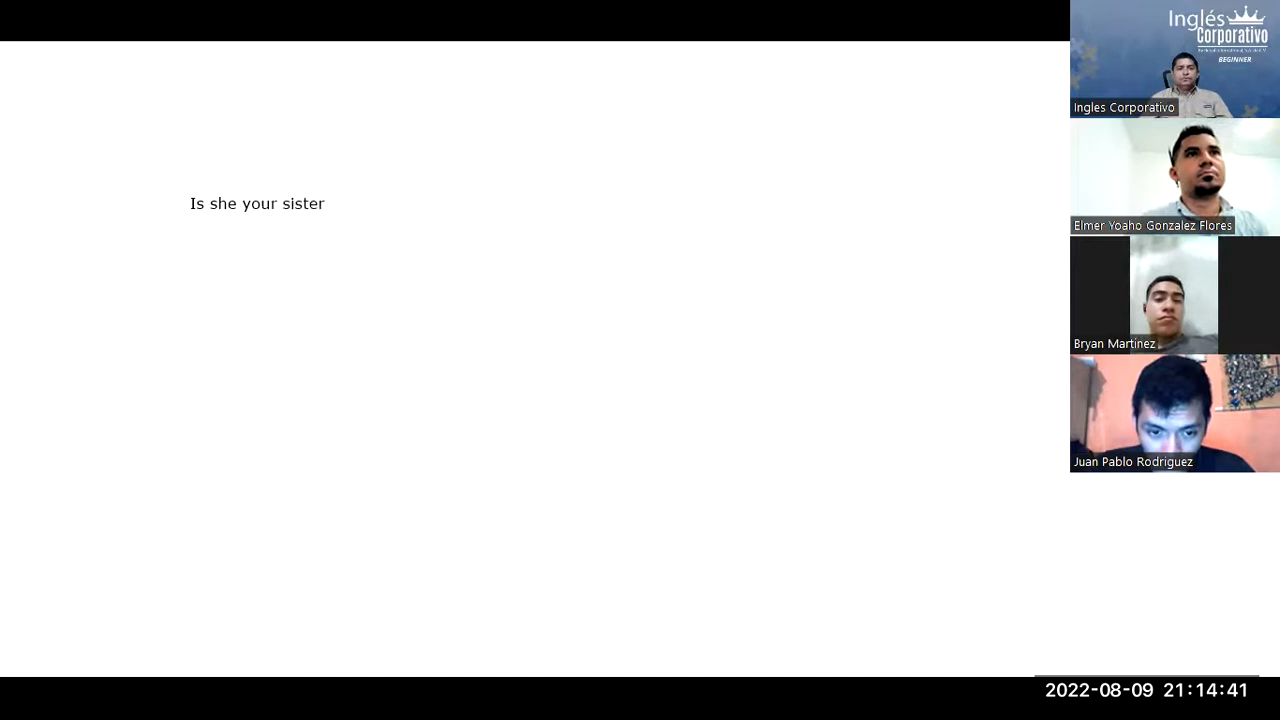 Inglés
Corporativo
BEGINNER
Ingles Corporativo
Is she your sister
Elmer Yoaho Gonzalez Flores
Bryan Martinez
Juan Pablo Rodriguez
2022-08-09 21:14:41